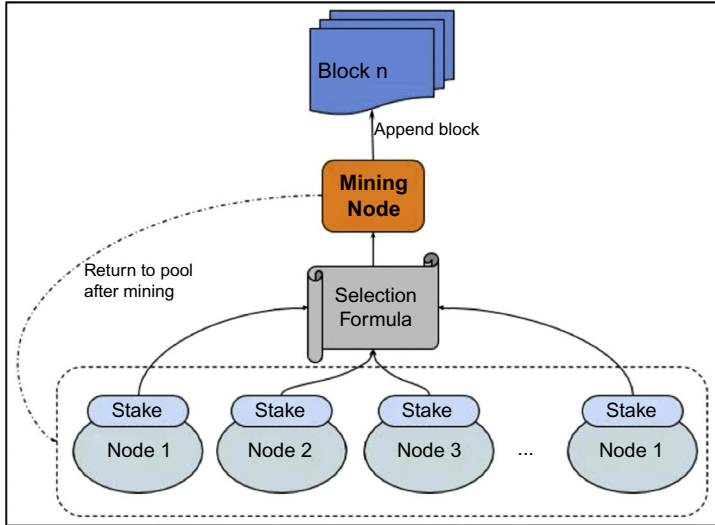 Block n
Append block
Mining
Node
Return to pool
after mining
Selection
Formula
Stake
Stake
Stake
Stake
Node 1
Node 2
Node 3
...
Node 1